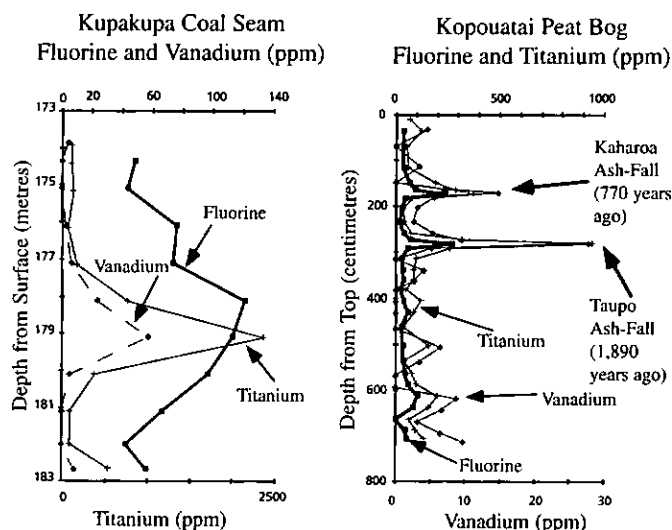 Kupakupa Coal Seam
Fluorine and Vanadium (ppm)
0 20 40 60 80 100 120 140
173
175
177
179
181
183
Depth from Surface (metres)
Fluorine
Vanadium
Titanium
0 2500
Titanium (ppm)
Kopouatai Peat Bog
Fluorine and Titanium (ppm)
0 1000
0
200
400
600
800
Depth from Top (centimetres)
Kaharoa
Ash-Fall
(770 years
ago)
Taupo
Ash-Fall
(1,890
years ago)
Titanium
Vanadium
Fluorine
0 10 20 30
Vanadium (ppm)